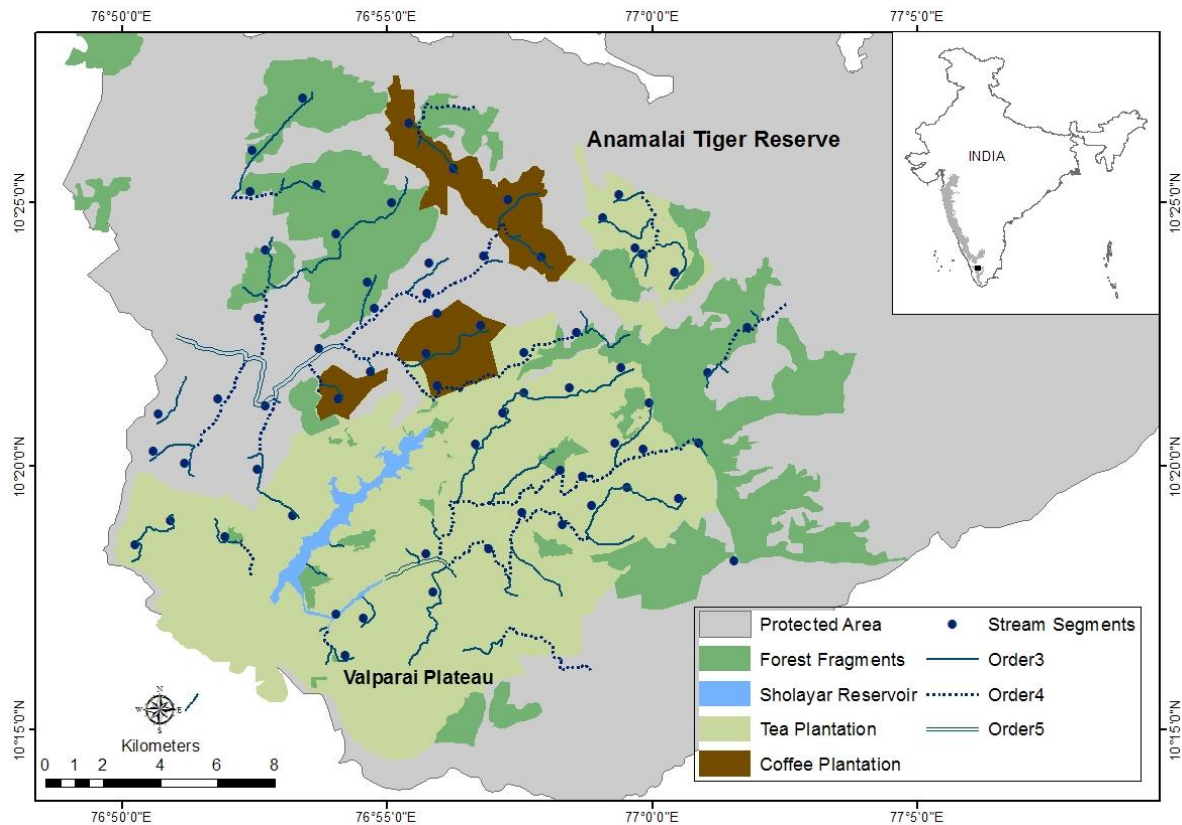 76°50'0"E
76°55'0"E
77°0'0"E
77°5'0"E
10°25'0"N
10°20'0"N
10°15'0"N
Anamalai Tiger Reserve
INDIA
10°25'0"N
10°20'0"N
10°15'0"N
Valparai Plateau
N
W
E
S
Kilometers
0 1 2 4 6 8
Protected Area
Forest Fragments
Sholayar Reservoir
Tea Plantation
Coffee Plantation
Stream Segments
Order3
Order4
Order5
76°50'0"E
76°55'0"E
77°0'0"E
77°5'0"E